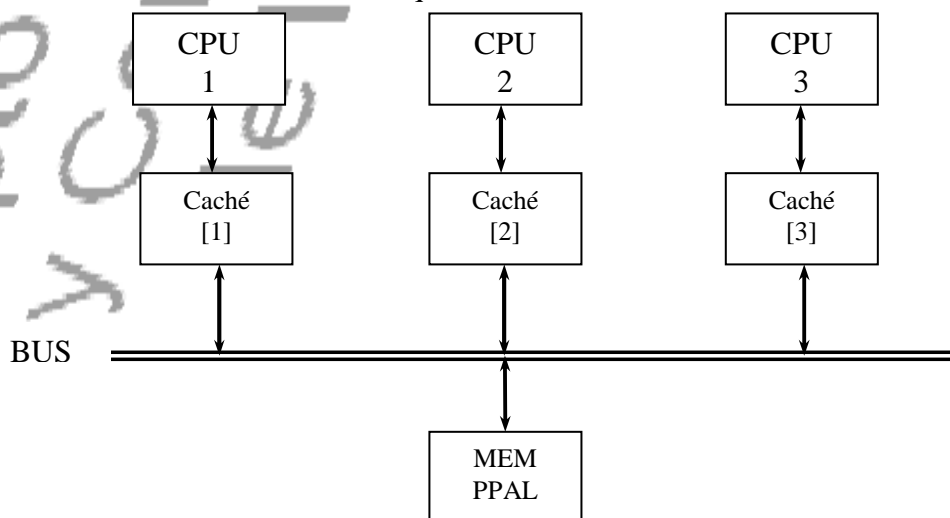 CPU
1
CPU
2
CPU
3
Caché
[1]
Caché
[2]
Caché
[3]
BUS
MEM
PPAL